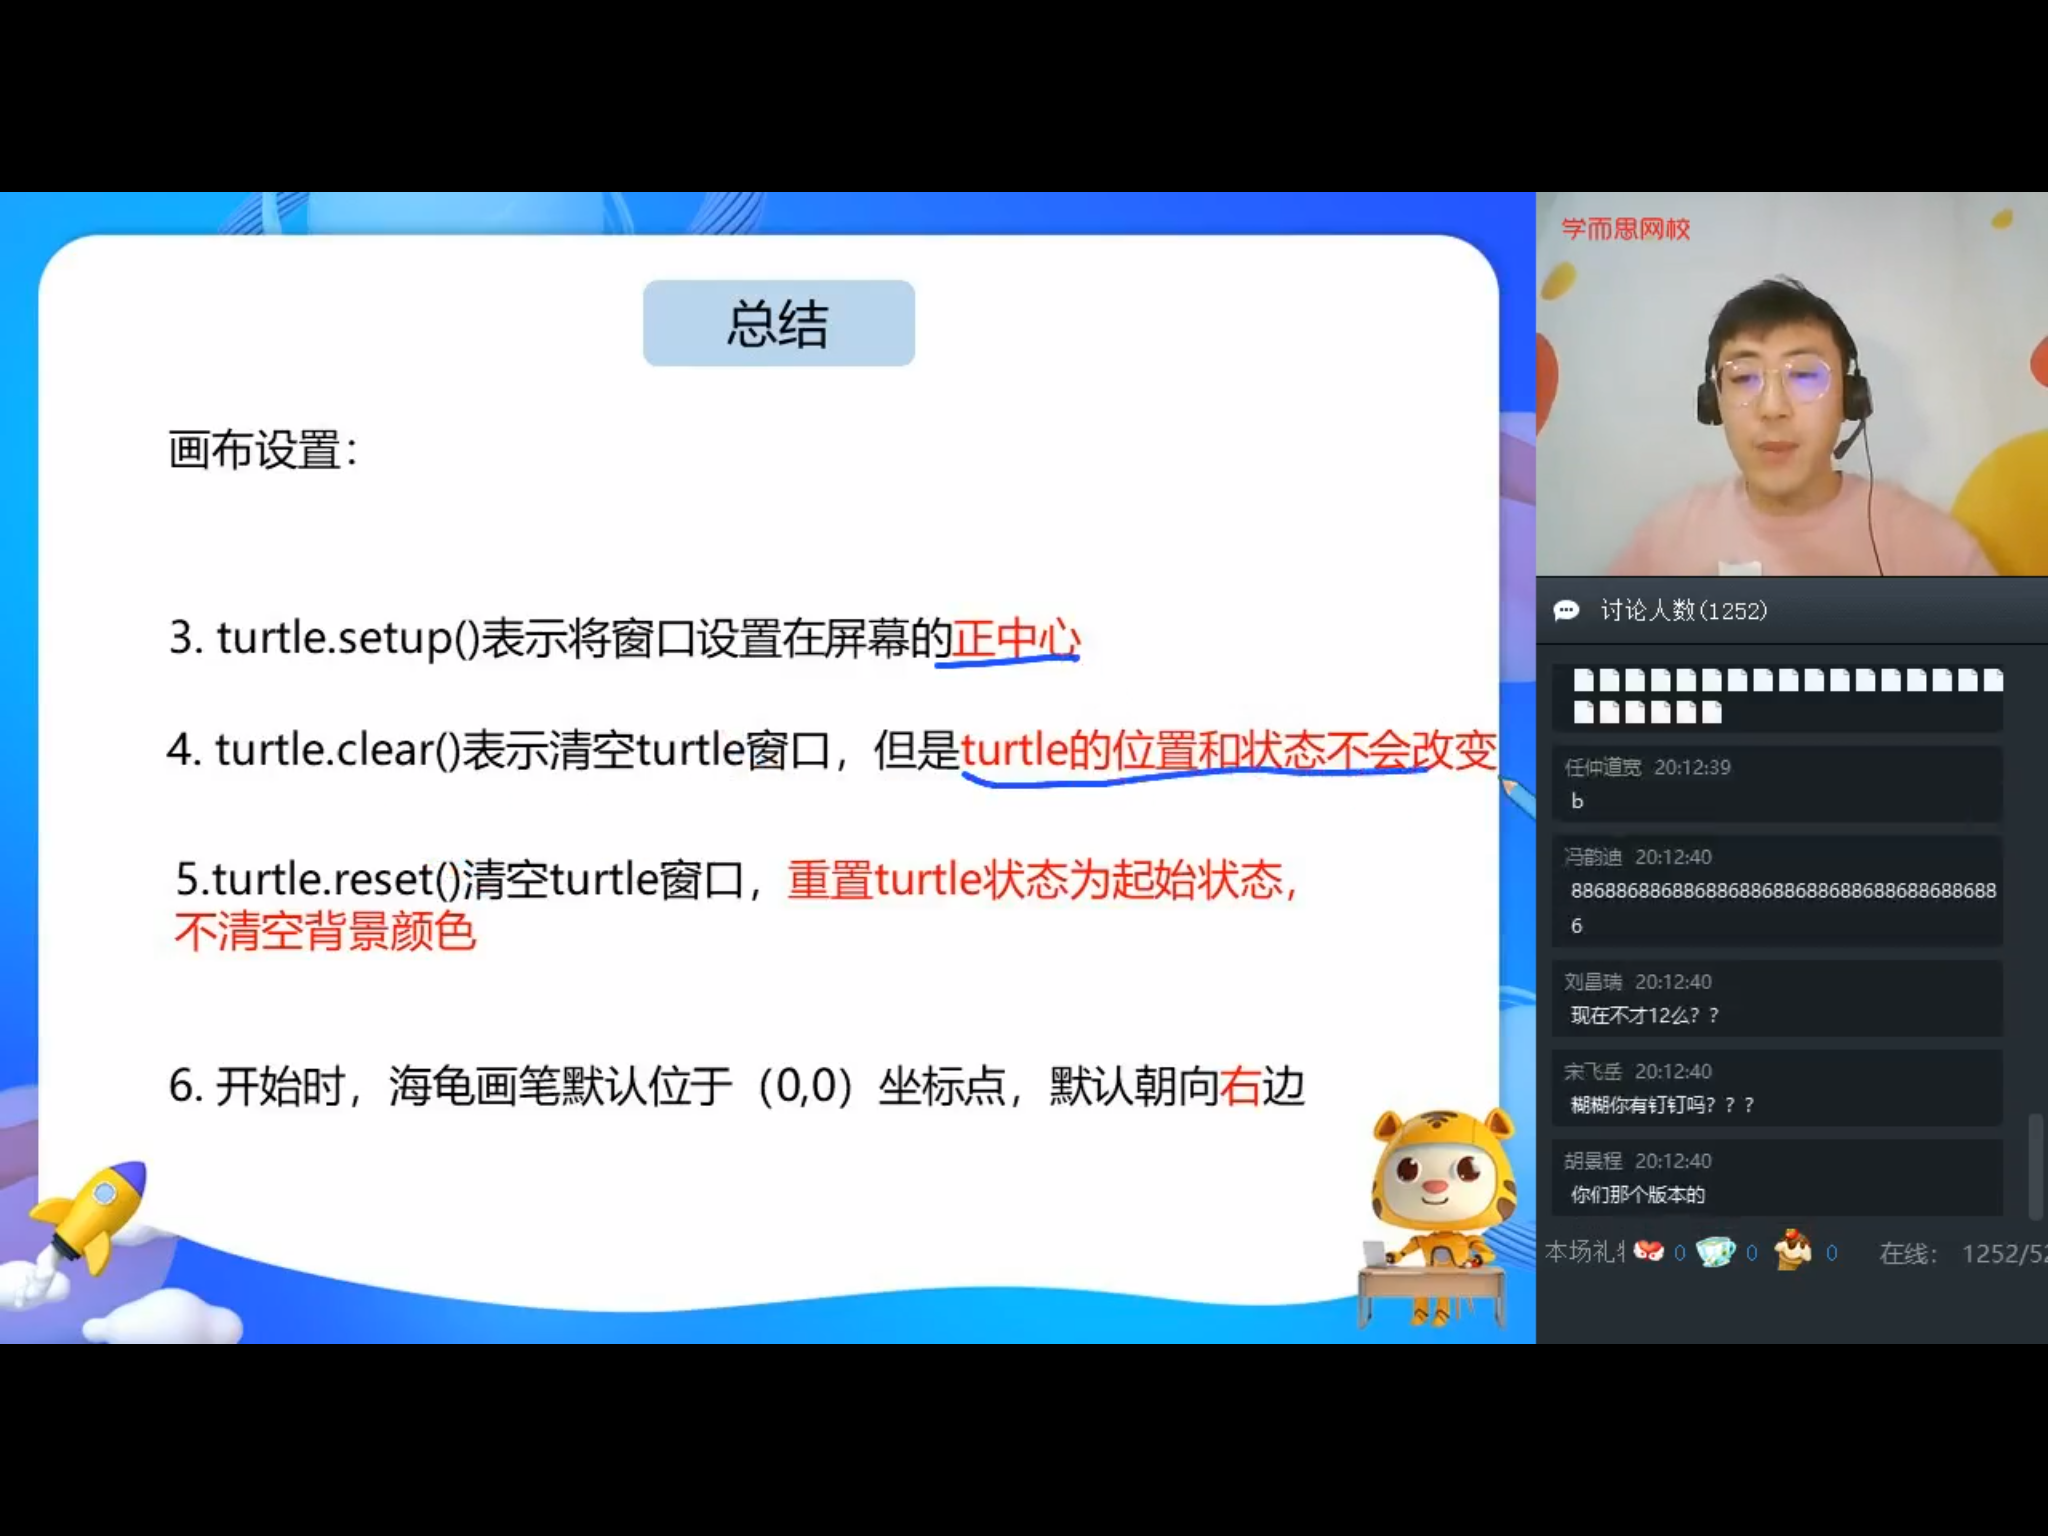 总结
画布设置：
3. turtle.setup()表示将窗口设置在屏幕的正中心
4. turtle.clear()表示清空turtle窗口，但是turtle的位置和状态不会改变
5.turtle.reset()清空turtle窗口，重置turtle状态为起始状态，
不清空背景颜色
6. 开始时，海龟画笔默认位于（0,0）坐标点，默认朝向右边
学而思网校
讨论人数(1252)
任仲道宽 20:12:39
b
冯韵迪 20:12:40
6
刘昌瑞 20:12:40
现在不才12么？？
宋飞岳 20:12:40
糊糊你有钉钉吗？？？
胡景程 20:12:40
你们那个版本的
本场礼 0 0 0 在线： 1252/52